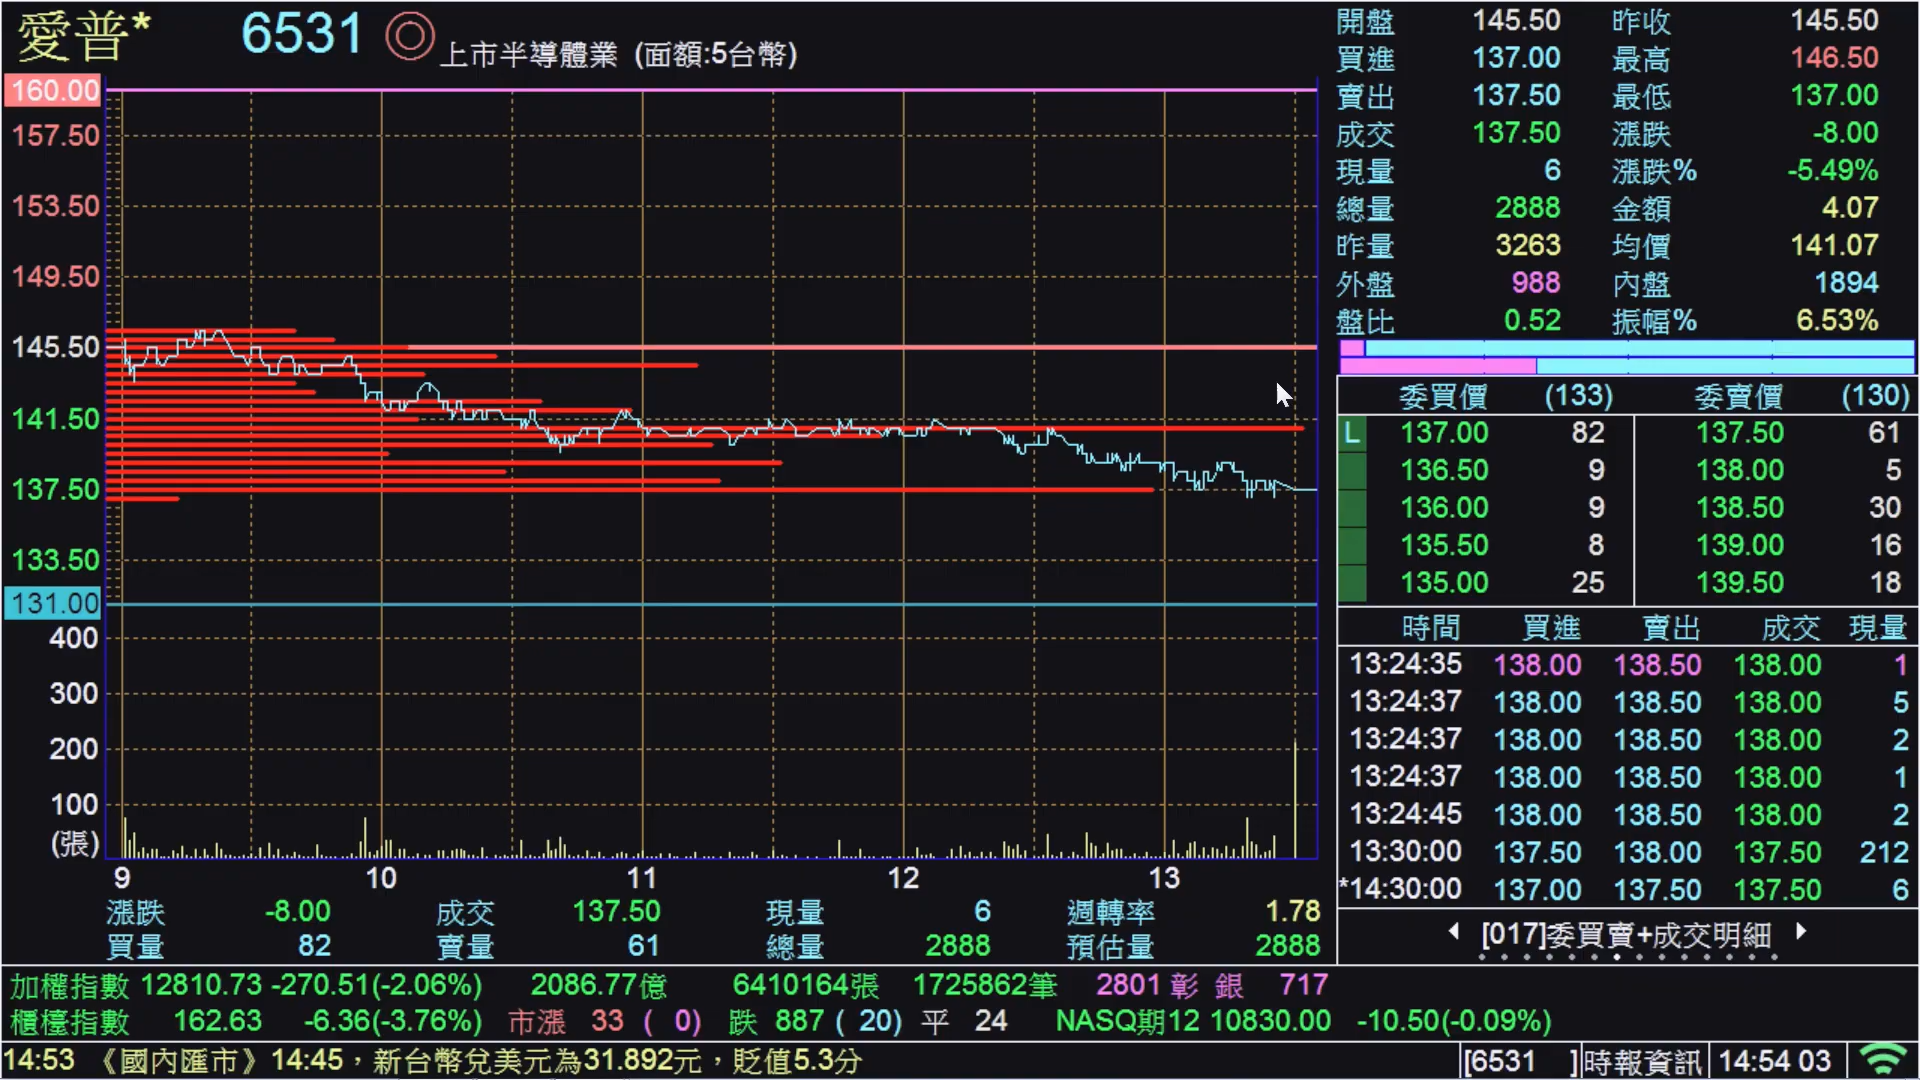 愛普* 6531 ◎ 上市半導體業 (面額:5台幣)
160.00
157.50
153.50
149.50
145.50
141.50
137.50
133.50
131.00
400
300
200
100
(張)
9 10 11 12 13
漲跌 -8.00 成交 137.50 現量 6 週轉率 1.78
買量 82 賣量 61 總量 2888 預估量 2888
開盤 145.50 昨收 145.50
買進 137.00 最高 146.50
賣出 137.50 最低 137.00
成交 137.50 漲跌 -8.00
現量 6 漲跌% -5.49%
總量 2888 金額 4.07
昨量 3263 均價 141.07
外盤 988 內盤 1894
盤比 0.52 振幅% 6.53%
委買價 (133) 委賣價 (130)
L 137.00 82 137.50 61
136.50 9 138.00 5
136.00 9 138.50 30
135.50 8 139.00 16
135.00 25 139.50 18
時間 買進 賣出 成交 現量
13:24:35 138.00 138.50 138.00 1
13:24:37 138.00 138.50 138.00 5
13:24:37 138.00 138.50 138.00 2
13:24:37 138.00 138.50 138.00 1
13:24:45 138.00 138.50 138.00 2
13:30:00 137.50 138.00 137.50 212
*14:30:00 137.00 137.50 137.50 6
[017]委買賣+成交明細
加權指數 12810.73 -270.51(-2.06%) 2086.77億 6410164張 1725862筆 2801 彰 銀 717
櫃檯指數 162.63 -6.36(-3.76%) 市漲 33 ( 0) 跌 887 ( 20) 平 24 NASQ期12 10830.00 -10.50(-0.09%)
14:53 《國內匯市》14:45，新台幣兌美元為31.892元，貶值5.3分 [6531 ] 時報資訊 14:54 03